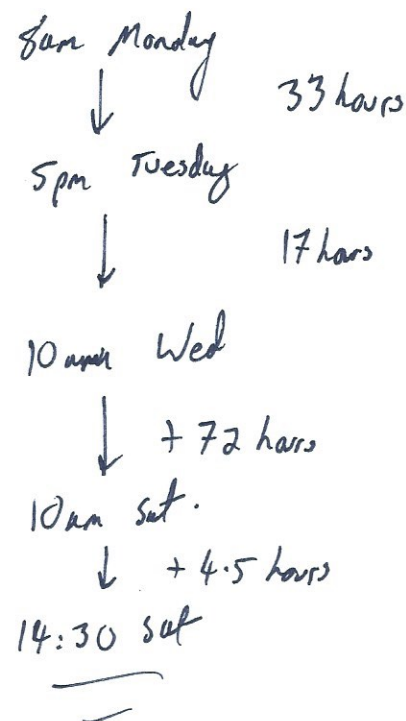 8am Monday
33 hours
5pm Tuesday
17 hours
10am Wed
+ 72 hours
10am Sat.
+ 4.5 hours
14:30 Sat